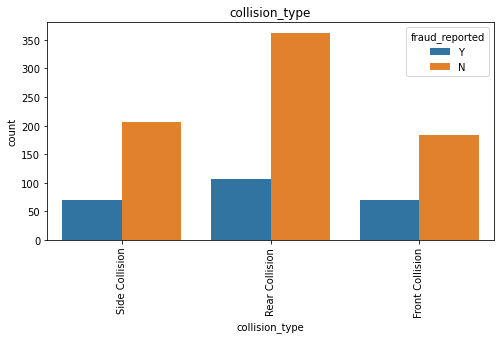 collision_type
fraud_reported
Y
N
350
300
250
200
150
100
50
0
count
Side Collision
Rear Collision
Front Collision
collision_type